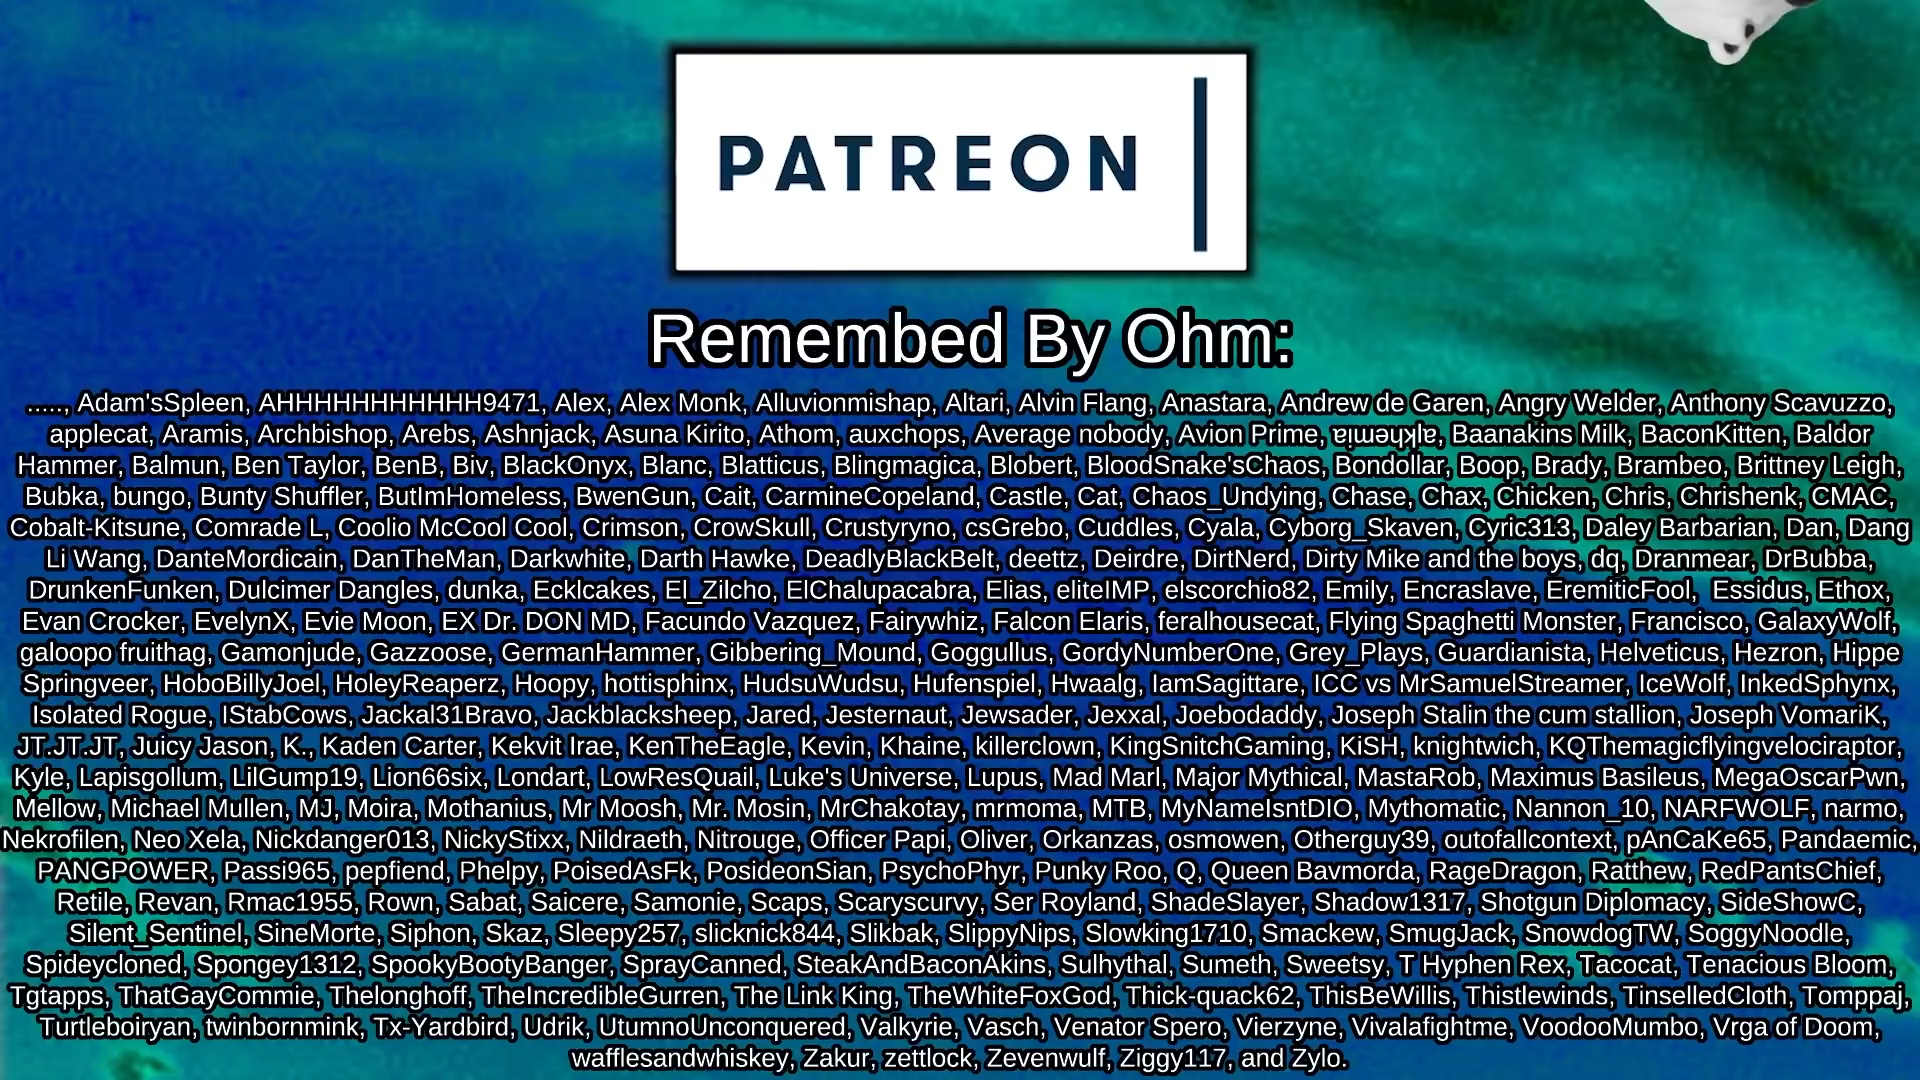 PATREON
Remembed By Ohm:
....., Adam'sSpleen, AHHHHHHHHHHH9471, Alex, Alex Monk, Alluvionmishap, Altari, Alvin Flang, Anastara, Andrew de Garen, Angry Welder, Anthony Scavuzzo,
applecat, Aramis, Archbishop, Arebs, Ashnjack, Asuna Kirito, Athom, auxchops, Average nobody, Avion Prime, Baanakins Milk, BaconKitten, Baldor
Hammer, Balmun, Ben Taylor, BenB, Biv, BlackOnyx, Blanc, Blatticus, Blingmagica, Blobert, BloodSnake'sChaos, Bondollar, Boop, Brady, Brambeo, Brittney Leigh,
Bubka, bungo, Bunty Shuffler, ButImHomeless, BwenGun, Cait, CarmineCopeland, Castle, Cat, Chaos_Undying, Chase, Chax, Chicken, Chris, Chrishenk, CMAC,
Cobalt-Kitsune, Comrade L, Coolio McCool Cool, Crimson, CrowSkull, Crustyryno, csGrebo, Cuddles, Cyala, Cyborg_Skaven, Cyric313, Daley Barbarian, Dan, Dang
Li Wang, DanteMordicain, DanTheMan, Darkwhite, Darth Hawke, DeadlyBlackBelt, deettz, Deirdre, DirtNerd, Dirty Mike and the boys, dq, Dranmear, DrBubba,
DrunkenFunken, Dulcimer Dangles, dunka, Ecklcakes, El_Zilcho, ElChalupacabra, Elias, eliteIMP, elscorchio82, Emily, Encraslave, EremiticFool, Essidus, Ethox,
Evan Crocker, EvelynX, Evie Moon, EX Dr. DON MD, Facundo Vazquez, Fairywhiz, Falcon Elaris, feralhousecat, Flying Spaghetti Monster, Francisco, GalaxyWolf,
galoopo fruithag, Gamonjude, Gazzoose, GermanHammer, Gibbering_Mound, Goggullus, GordyNumberOne, Grey_Plays, Guardianista, Helveticus, Hezron, Hippe
Springveer, HoboBillyJoel, HoleyReaperz, Hoopy, hottisphinx, HudsuWudsu, Hufenspiel, Hwaalg, IamSagittare, ICC vs MrSamuelStreamer, IceWolf, InkedSphynx,
Isolated Rogue, IStabCows, Jackal31Bravo, Jackblacksheep, Jared, Jesternaut, Jewsader, Jexxal, Joebodaddy, Joseph Stalin the cum stallion, Joseph VomariK,
JT.JT.JT, Juicy Jason, K., Kaden Carter, Kekvit Irae, KenTheEagle, Kevin, Khaine, killerclown, KingSnitchGaming, KiSH, knightwich, KQThemagicflyingvelociraptor,
Kyle, Lapisgollum, LilGump19, Lion66six, Londart, LowResQuail, Luke's Universe, Lupus, Mad Marl, Major Mythical, MastaRob, Maximus Basileus, MegaOscarPwn,
Mellow, Michael Mullen, MJ, Moira, Mothanius, Mr Moosh, Mr. Mosin, MrChakotay, mrmoma, MTB, MyNameIsntDIO, Mythomatic, Nannon_10, NARFWOLF, narmo,
Nekrofilen, Neo Xela, Nickdanger013, NickyStixx, Nildraeth, Nitrouge, Officer Papi, Oliver, Orkanzas, osmowen, Otherguy39, outofallcontext, pAnCaKe65, Pandaemic,
PANGPOWER, Passi965, pepfiend, Phelpy, PoisedAsFk, PosideonSian, PsychoPhyr, Punky Roo, Q, Queen Bavmorda, RageDragon, Ratthew, RedPantsChief,
Retile, Revan, Rmac1955, Rown, Sabat, Saicere, Samonie, Scaps, Scaryscurvy, Ser Royland, ShadeSlayer, Shadow1317, Shotgun Diplomacy, SideShowC,
Silent_Sentinel, SineMorte, Siphon, Skaz, Sleepy257, slicknick844, Slikbak, SlippyNips, Slowking1710, Smackew, SmugJack, SnowdogTW, SoggyNoodle,
Spideycloned, Spongey1312, SpookyBootyBanger, SprayCanned, SteakAndBaconAkins, Sulhythal, Sumeth, Sweetsy, T Hyphen Rex, Tacocat, Tenacious Bloom,
Tgtapps, ThatGayCommie, Thelonghoff, TheIncredibleGurren, The Link King, TheWhiteFoxGod, Thick-quack62, ThisBeWillis, Thistlewinds, TinselledCloth, Tomppaj,
Turtleboiryan, twinbornmink, Tx-Yardbird, Udrik, UtumnoUnconquered, Valkyrie, Vasch, Venator Spero, Vierzyne, Vivalafightme, VoodooMumbo, Vrga of Doom,
wafflesandwhiskey, Zakur, zettlock, Zevenwulf, Ziggy117, and Zylo.